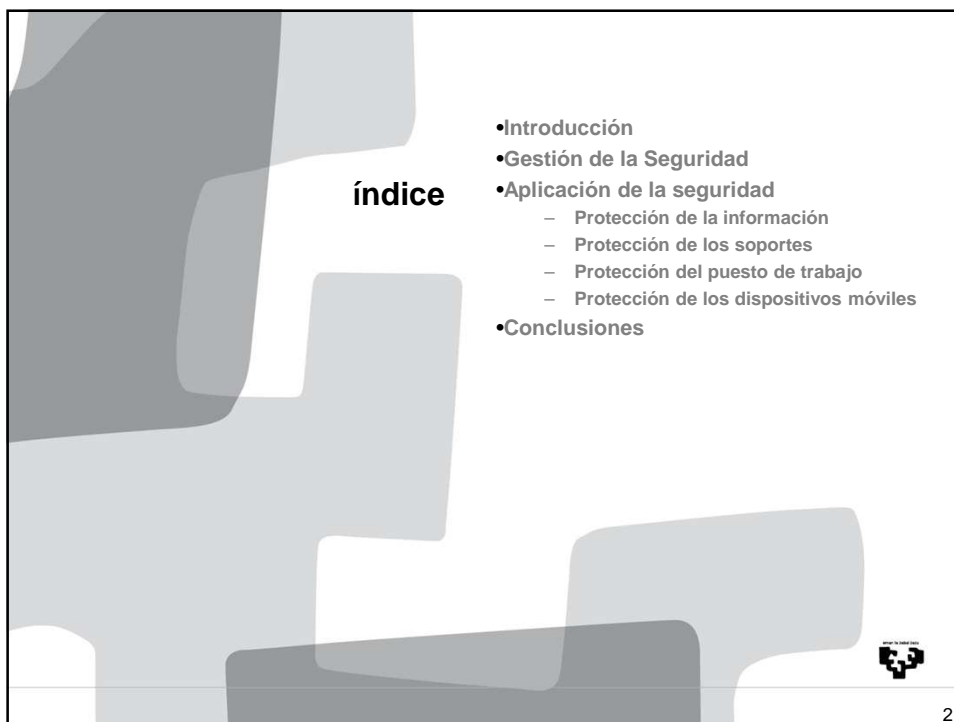 índice
•Introducción
•Gestión de la Seguridad
•Aplicación de la seguridad
– Protección de la información
– Protección de los soportes
– Protección del puesto de trabajo
– Protección de los dispositivos móviles
•Conclusiones
2